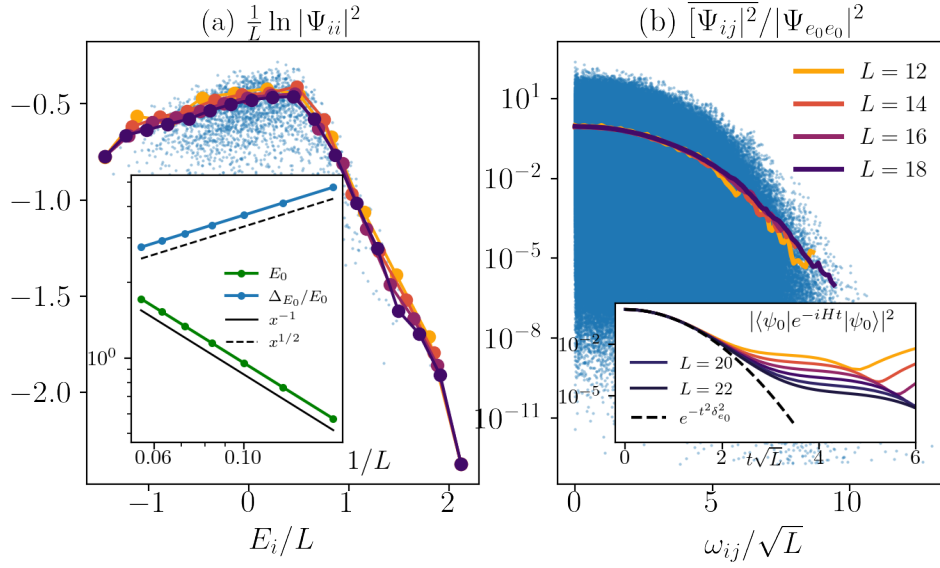 (a) $\frac{1}{L} \ln |\Psi_{ii}|^2$
−0.5
−1.0
−1.5
−2.0
−1 0 1 2
$E_i/L$
$E_0$
$\Delta_{E_0}/E_0$
$x^{-1}$
$x^{1/2}$
$10^0$
0.06 0.10 $1/L$
(b) $\overline{[\Psi_{ij}|^2}/|\Psi_{e_0 e_0}|^2$
$10^1$
$10^{-2}$
$10^{-5}$
$10^{-8}$
$10^{-11}$
$L = 12$
$L = 14$
$L = 16$
$L = 18$
0 5 10
$\omega_{ij}/\sqrt{L}$
$|\langle\psi_0|e^{-iHt}|\psi_0\rangle|^2$
$10^{-2}$
$10^{-5}$
$L = 20$
$L = 22$
$e^{-t^2\delta_{e_0}^2}$
0 2 4 6
$t\sqrt{L}$